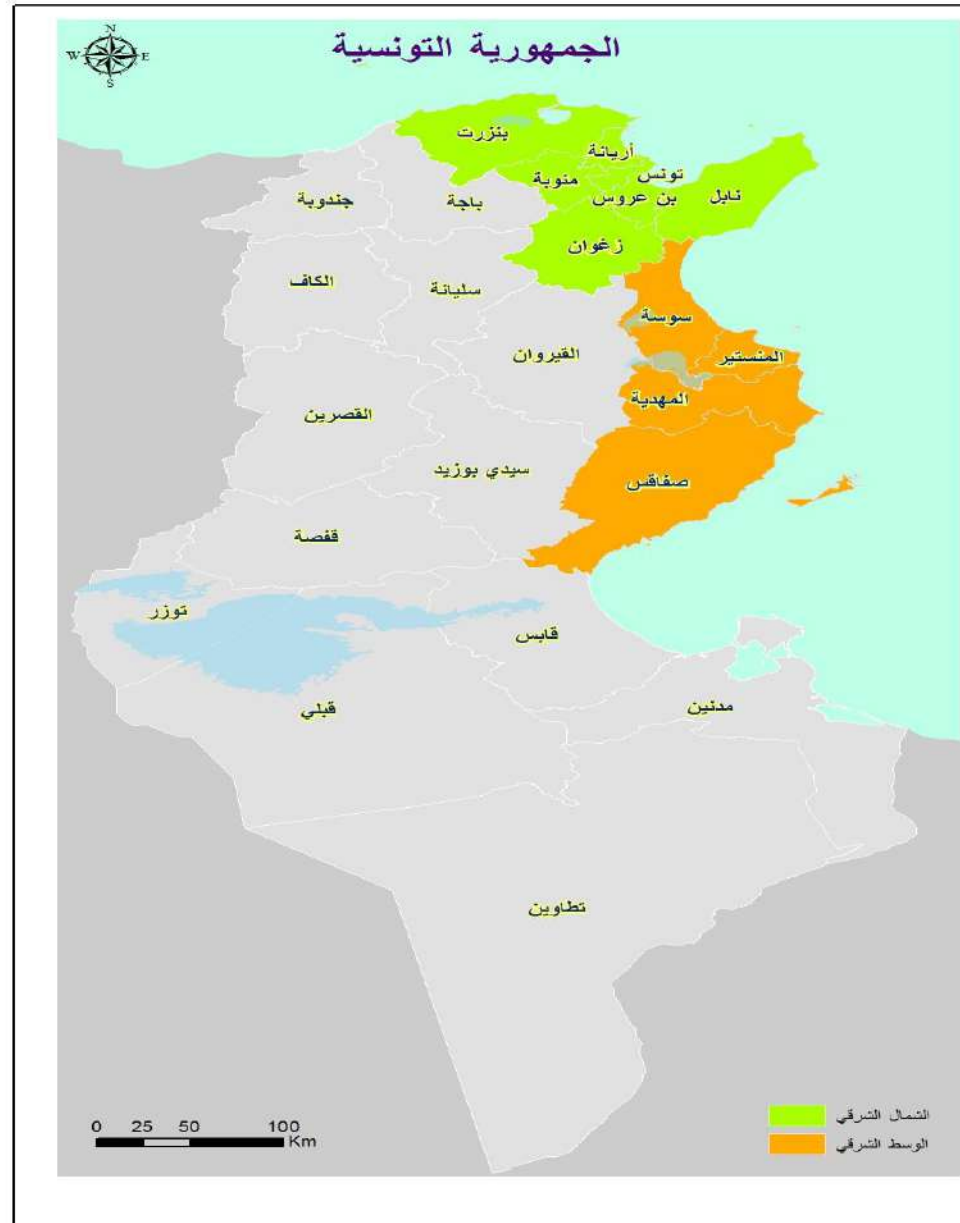 الجمهورية التونسية
N
W E
S
بنزرت
أريانة
تونس
منوبة
بن عروس
نابل
جندوبة
باجة
زغوان
الكاف
سليانة
سوسة
القيروان
المنستير
المهدية
القصرين
سيدي بوزيد
صفاقس
قفصة
توزر
قابس
قبلي
مدنين
تطاوين
الشمال الشرقي
الوسط الشرقي
0 25 50 100
Km